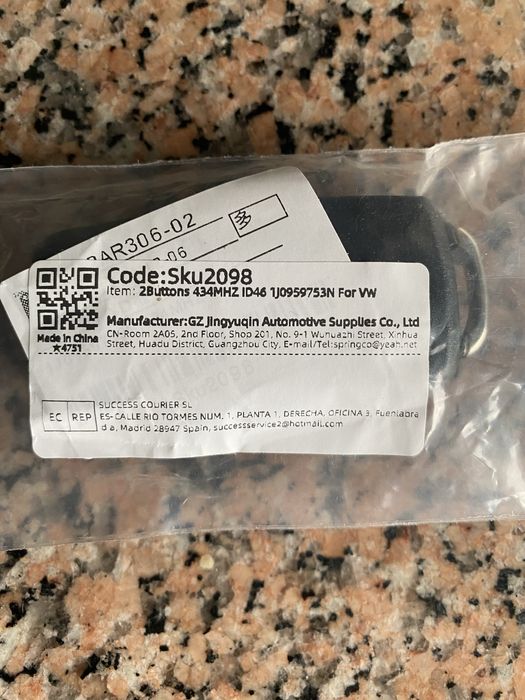 BAR306-02
-06
Code:Sku2098
Item: 2Buttons 434MHZ ID46 1J0959753N For VW
Manufacturer:GZ Jingyuqin Automotive Supplies Co., Ltd
CN-Room 2A05, 2nd Floor, Shop 201, No. 9-1 Wunuazhi Street, Xinhua
Street, Huadu District, Guangzhou City, E-mail/Tel:springco@yeah.net
Made in China
★4751
EC REP
SUCCESS COURIER SL
ES-CALLE RIO TORMES NUM. 1, PLANTA 1, DERECHA, OFICINA 3, Fuenlabra
d a, Madrid 28947 Spain, successservice2@hotmail.com